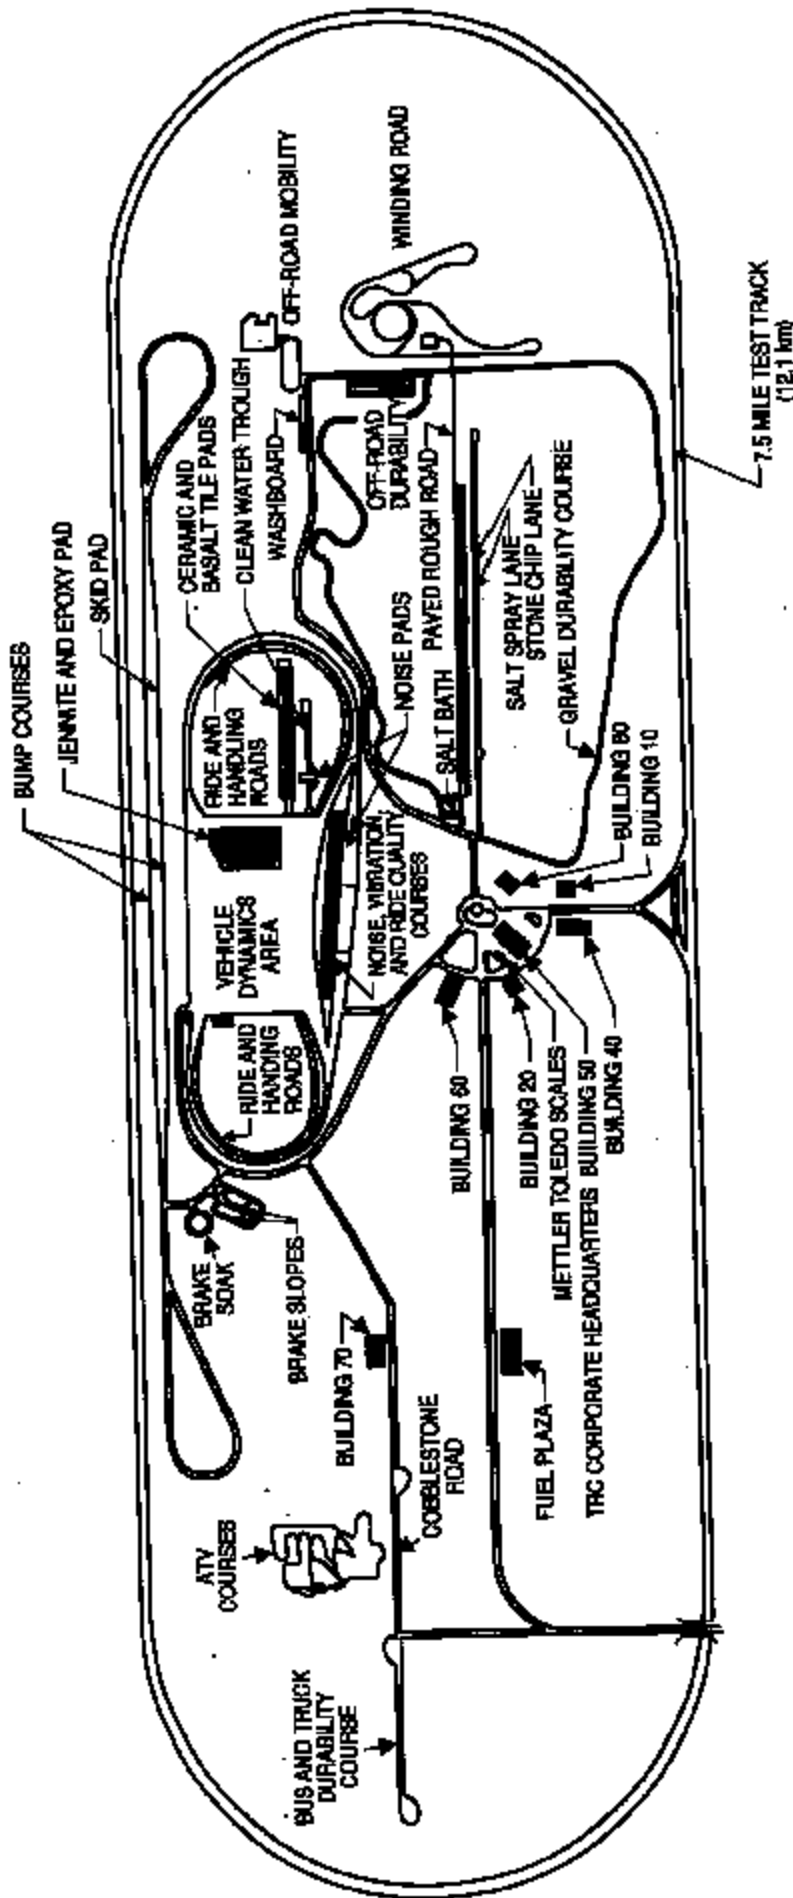 BUMP COURSES
JENNITE AND EPOXY PAD
SKID PAD
CERAMIC AND
BASALT TILE PADS
CLEAN WATER TROUGH
WASHBOARD
OFF-ROAD MOBILITY
WINDING ROAD
OFF-ROAD
DURABILITY
PAVED ROUGH ROAD
NOISE PADS
SALT BATH
SALT SPRAY LANE
STONE CHIP LANE
GRAVEL DURABILITY COURSE
7.5 MILE TEST TRACK
(12.1 km)
RIDE AND
HANDLING
ROADS
VEHICLE
DYNAMICS
AREA
NOISE, VIBRATION,
AND RIDE QUALITY
COURSES
RIDE AND
HANDING
ROADS
BRAKE
SOAK
BRAKE SLOPES
BUILDING 70
BUILDING 60
BUILDING 20
METTLER TOLEDO SCALES
TRC CORPORATE HEADQUARTERS BUILDING 50
BUILDING 40
BUILDING 80
BUILDING 10
FUEL PLAZA
COBBLESTONE
ROAD
ATV
COURSES
BUS AND TRUCK
DURABILITY
COURSE